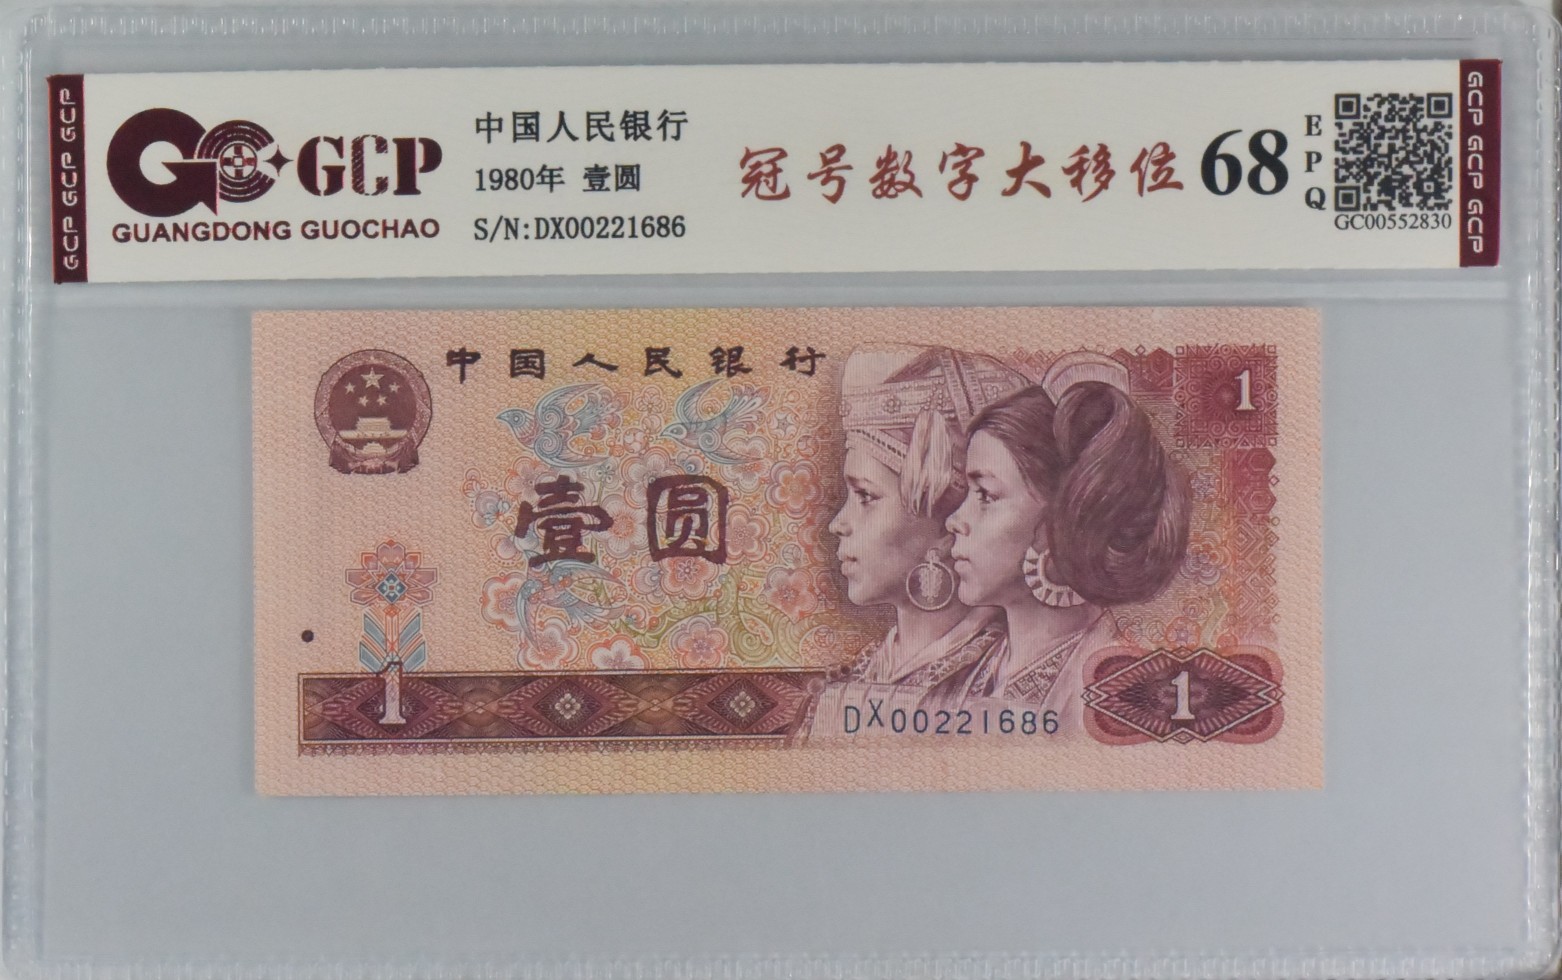 GCP GCP GCP
GCP
GUANGDONG GUOCHAO
中国人民银行
1980年 壹圆
S/N:DX00221686
冠号数字大移位
68
EPQ
GC00552830
GCP GCP GCP
中国人民银行
1
壹圆
1
DX00221686
1